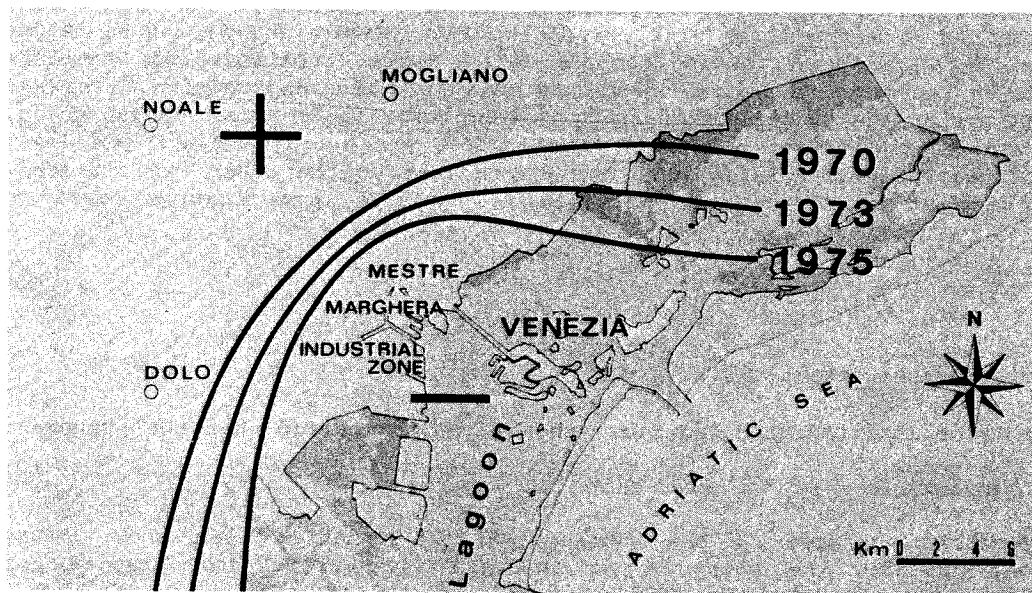 MOGLIANO
NOALE
+
1970
1973
1975
MESTRE
MARGHERA
VENEZIA
INDUSTRIAL
ZONE
N
DOLO
Lagoon
ADRIATIC SEA
Km 0 2 4 6